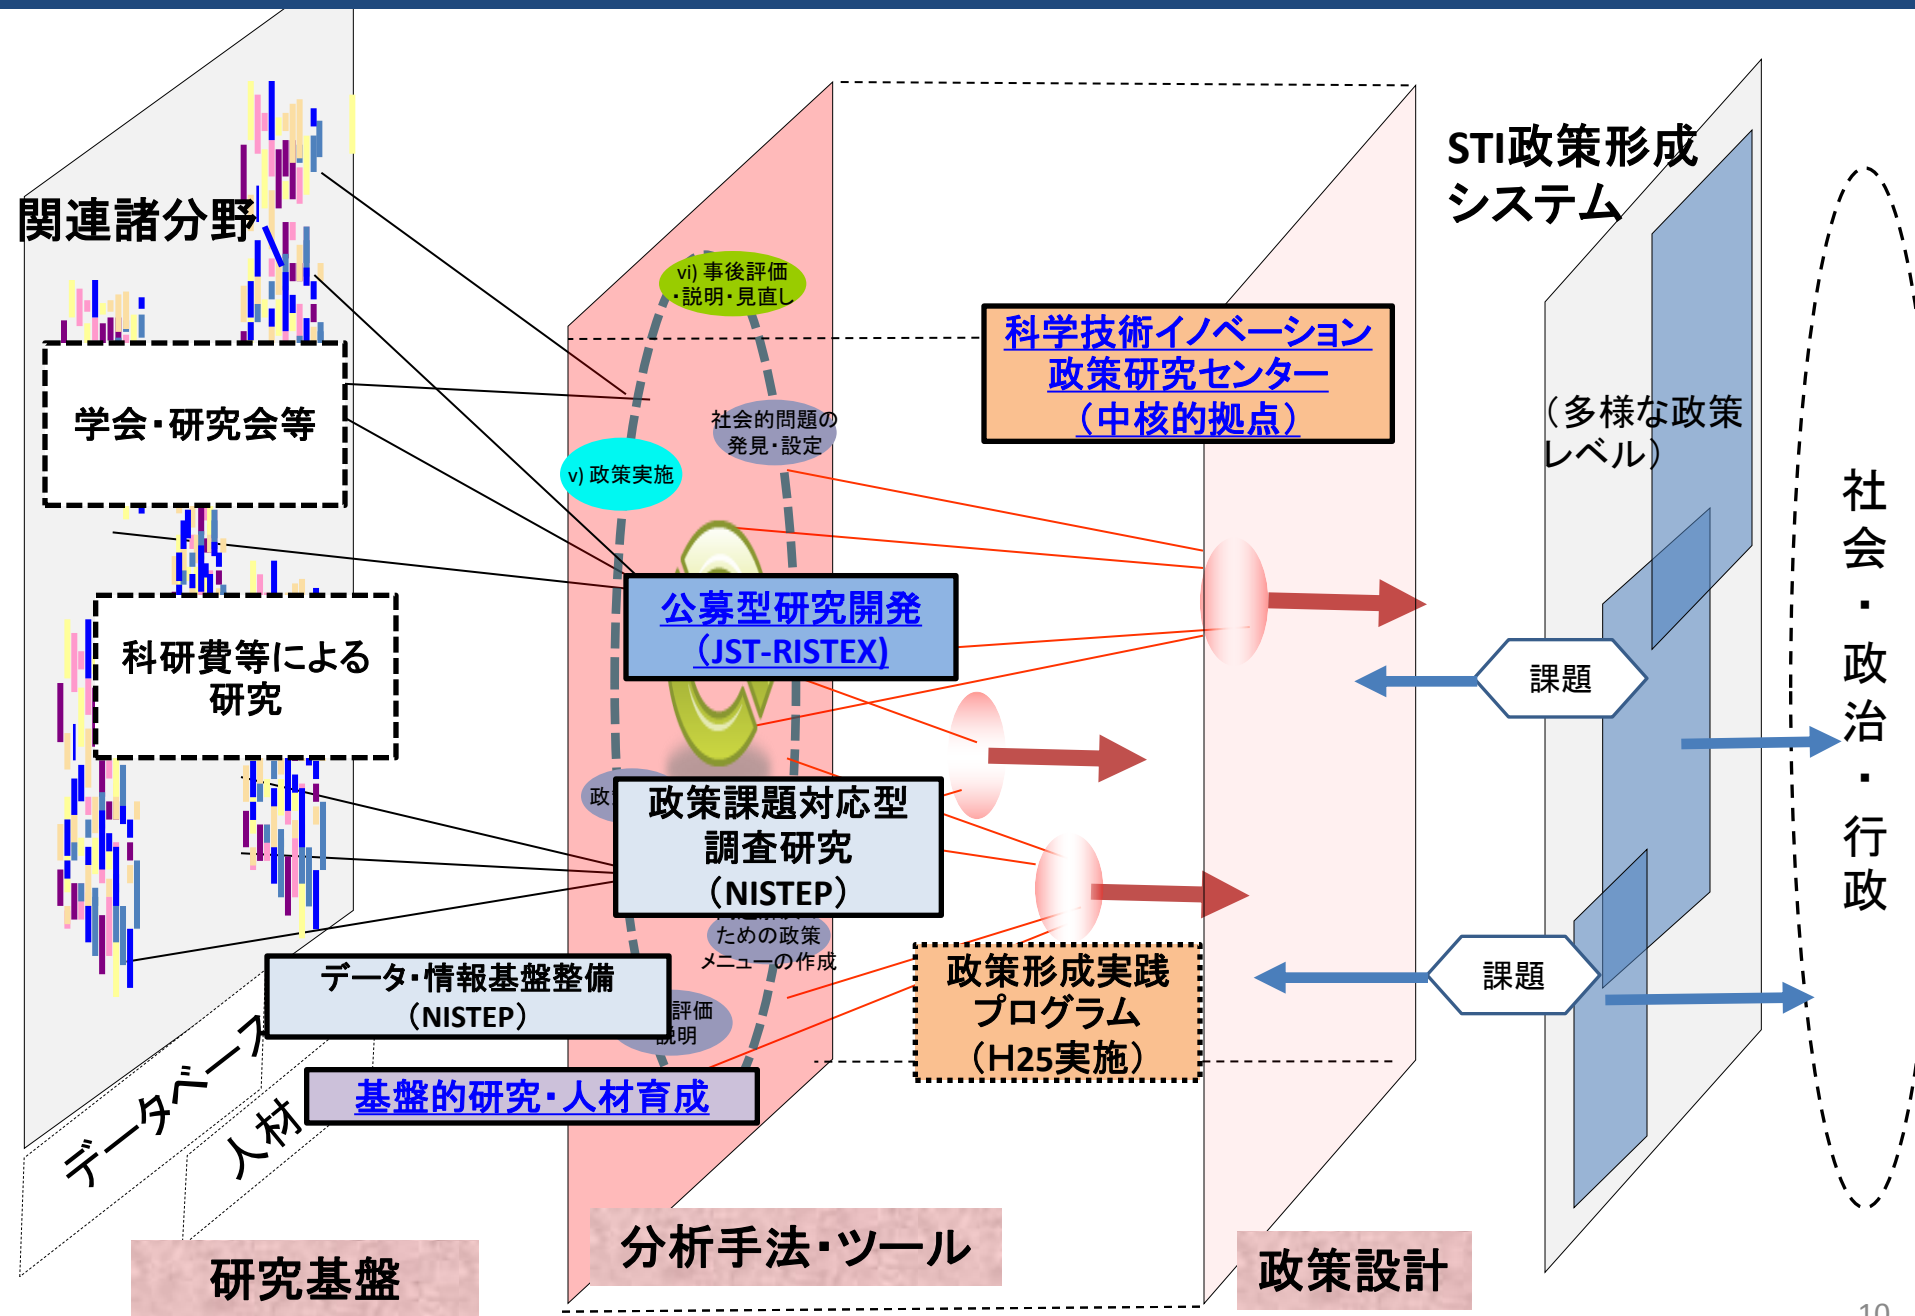 関連諸分野
学会・研究会等
科研費等による
研究
データベース
人材
研究基盤
vi) 事後評価
・説明・見直し
社会的問題の
発見・設定
v) 政策実施
公募型研究開発
（JST-RISTEX)
政
政策課題対応型
調査研究
（NISTEP）
ための政策
メニューの作成
データ・情報基盤整備
（NISTEP）
評価
説明
基盤的研究・人材育成
分析手法・ツール
科学技術イノベーション
政策研究センター
（中核的拠点）
政策形成実践
プログラム
（H25実施）
政策設計
STI政策形成
システム
（多様な政策
レベル）
課題
課題
社会・政治・行政
10